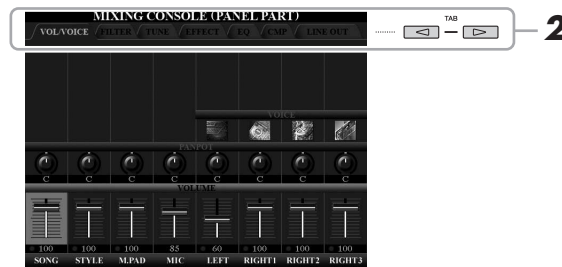 MIXING CONSOLE (PANEL PART)
VOL/VOICE FILTER TUNE EFFECT EQ CMP LINE OUT
TAB
2
VOICE
PANPOT
C C C C C C C C
VOLUME
100 100 100 85 60 100 100 100
SONG STYLE M.PAD MIC LEFT RIGHT1 RIGHT2 RIGHT3